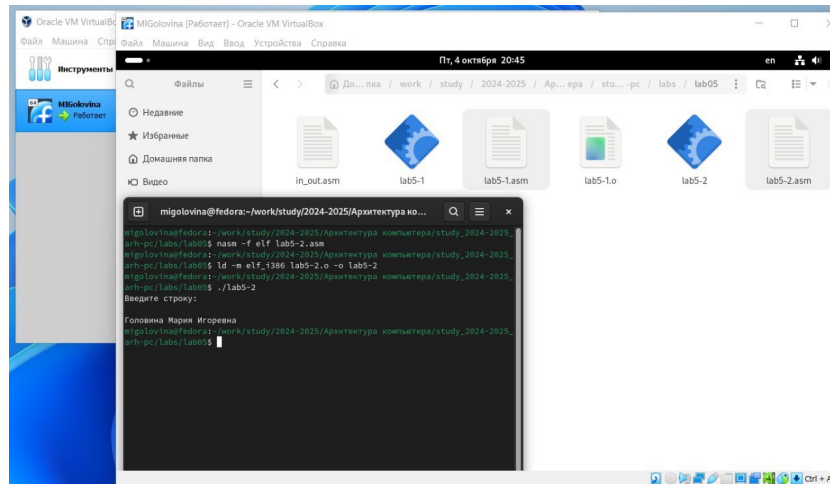 Oracle VM VirtualBo
Файл Машина Спр
Инструменты
64 MIGolovina
Работает
MIGolovina [Работает] - Oracle VM VirtualBox
Файл Машина Вид Ввод Устройства Справка
Пт, 4 октября 20:45
en
Файлы
До... пка / work / study / 2024-2025 / Ар... ера / stu... -pc / labs / lab05
Недавние
Избранные
Домашняя папка
Видео
in_out.asm lab5-1 lab5-1.asm lab5-1.o lab5-2 lab5-2.asm
migolovina@fedora:~/work/study/2024-2025/Архитектура ко...
migolovina@fedora:~/work/study/2024-2025/Архитектура компьютера/study_2024-2025_
arh-pc/labs/lab05$ nasm -f elf lab5-2.asm
migolovina@fedora:~/work/study/2024-2025/Архитектура компьютера/study_2024-2025_
arh-pc/labs/lab05$ ld -m elf_i386 lab5-2.o -o lab5-2
migolovina@fedora:~/work/study/2024-2025/Архитектура компьютера/study_2024-2025_
arh-pc/labs/lab05$ ./lab5-2
Введите строку:
Головина Мария Игоревна
migolovina@fedora:~/work/study/2024-2025/Архитектура компьютера/study_2024-2025_
arh-pc/labs/lab05$
Ctrl + A